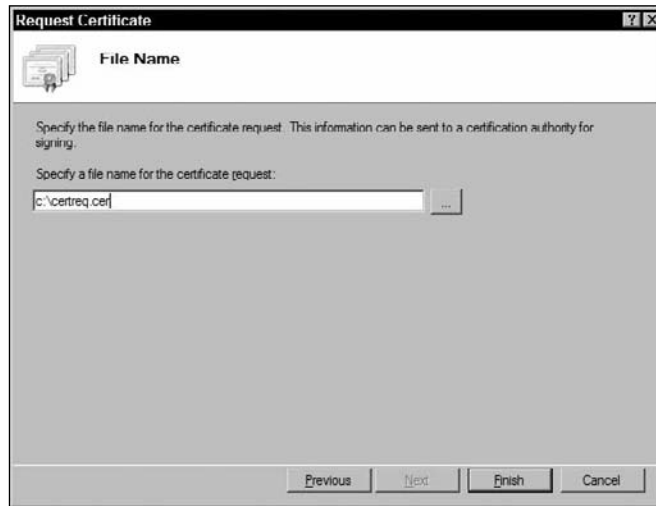 Request Certificate
File Name
Specify the file name for the certificate request. This information can be sent to a certification authority for
signing.
Specify a file name for the certificate request:
c:\certreq.cer
...
Previous
Next
Finish
Cancel